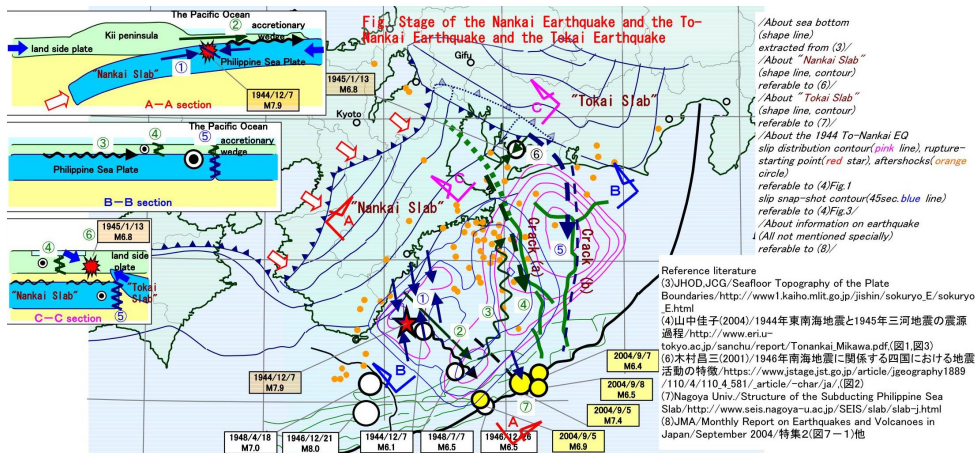 Fig. Stage of the Nankai Earthquake and the To-
Nankai Earthquake and the Tokai Earthquake
The Pacific Ocean
Kii peninsula
②
accretionary
wedge
land side plate
①
Philippine Sea Plate
"Nankai Slab"
1944/12/7
M7.9
A－A section
The Pacific Ocean
③
④
⑤
accretionary
wedge
Philippine Sea Plate
B－B section
1945/1/13
M6.8
④
⑥
land side
plate
"Nankai Slab"
"Tokai
Slab"
⑤
C－C section
1945/1/13
M6.8
Gifu
Kyoto
"Tokai Slab"
"Nankai Slab"
C
C
A
B
⑥
crack (a)
Crack (b)
⑤
①
②
③
④
B
⑦
A
1944/12/7
M7.9
1948/4/18
M7.0
1946/12/21
M8.0
1944/12/7
M6.1
1948/7/7
M6.5
M6.5
2004/9/5
M6.9
2004/9/7
M6.4
2004/9/8
M6.5
2004/9/5
M7.4
/About sea bottom
(shape line)
extracted from (3)/
/About "Nankai Slab"
(shape line, contour)
referable to (6)/
/About "Tokai Slab"
(shape line, contour)
referable to (7)/
/About the 1944 To-Nankai EQ
slip distribution contour(pink line), rupture-
starting point(red star), aftershocks(orange
circle)
referable to (4)Fig.1
slip snap-shot contour(45sec.blue line)
referable to (4)Fig.3/
/About information on earthquake
(All not mentioned specially)
referable to (8)/
Reference literature
(3)JHOD,JCG/Seafloor Topography of the Plate
Boundaries/http://www1.kaiho.mlit.go.jp/jishin/sokuryo_E/sokuryo
_E.html
(4)山中佳子(2004)/1944年東南海地震と1945年三河地震の震源
過程/http://www.eri.u-
tokyo.ac.jp/sanchu/report/Tonankai_Mikawa.pdf,(図1,図3)
(6)木村昌三(2001)/1946年南海地震に関係する四国における地震
活動の特徴/https://www.jstage.jst.go.jp/article/jgeography1889
/110/4/110_4_581/_article/-char/ja/,(図2)
(7)Nagoya Univ./Structure of the Subducting Philippine Sea
Slab/http://www.seis.nagoya-u.ac.jp/SEIS/slab/slab-j.html
(8)JMA/Monthly Report on Earthquakes and Volcanoes in
Japan/September 2004/特集2(図7－1)他